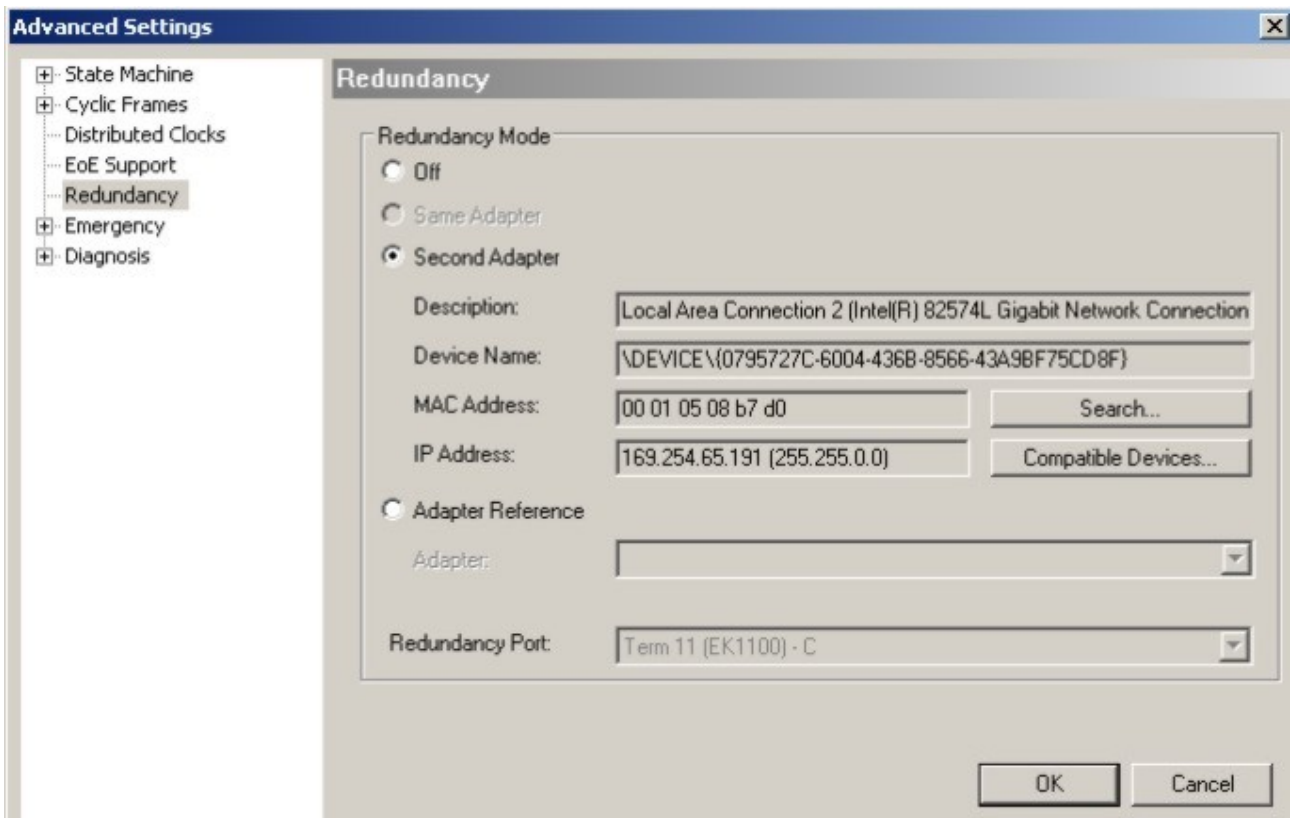 Advanced Settings
State Machine
Cyclic Frames
Distributed Clocks
EoE Support
Redundancy
Emergency
Diagnosis
Redundancy
Redundancy Mode
Off
Same Adapter
Second Adapter
Description: Local Area Connection 2 (Intel(R) 82574L Gigabit Network Connection
Device Name: \DEVICE\{0795727C-6004-436B-8566-43A9BF75CD8F}
MAC Address: 00 01 05 08 b7 d0 Search...
IP Address: 169.254.65.191 (255.255.0.0) Compatible Devices...
Adapter Reference
Adapter:
Redundancy Port: Term 11 (EK1100) - C
OK Cancel